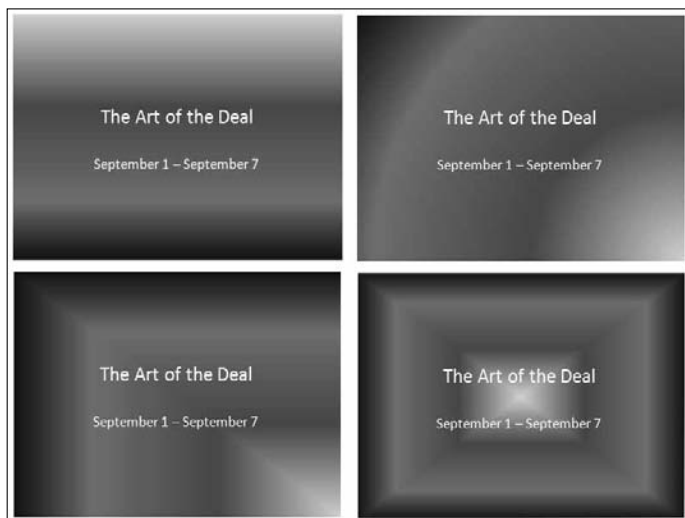 The Art of the Deal
September 1 – September 7
The Art of the Deal
September 1 – September 7
The Art of the Deal
September 1 – September 7
The Art of the Deal
September 1 – September 7